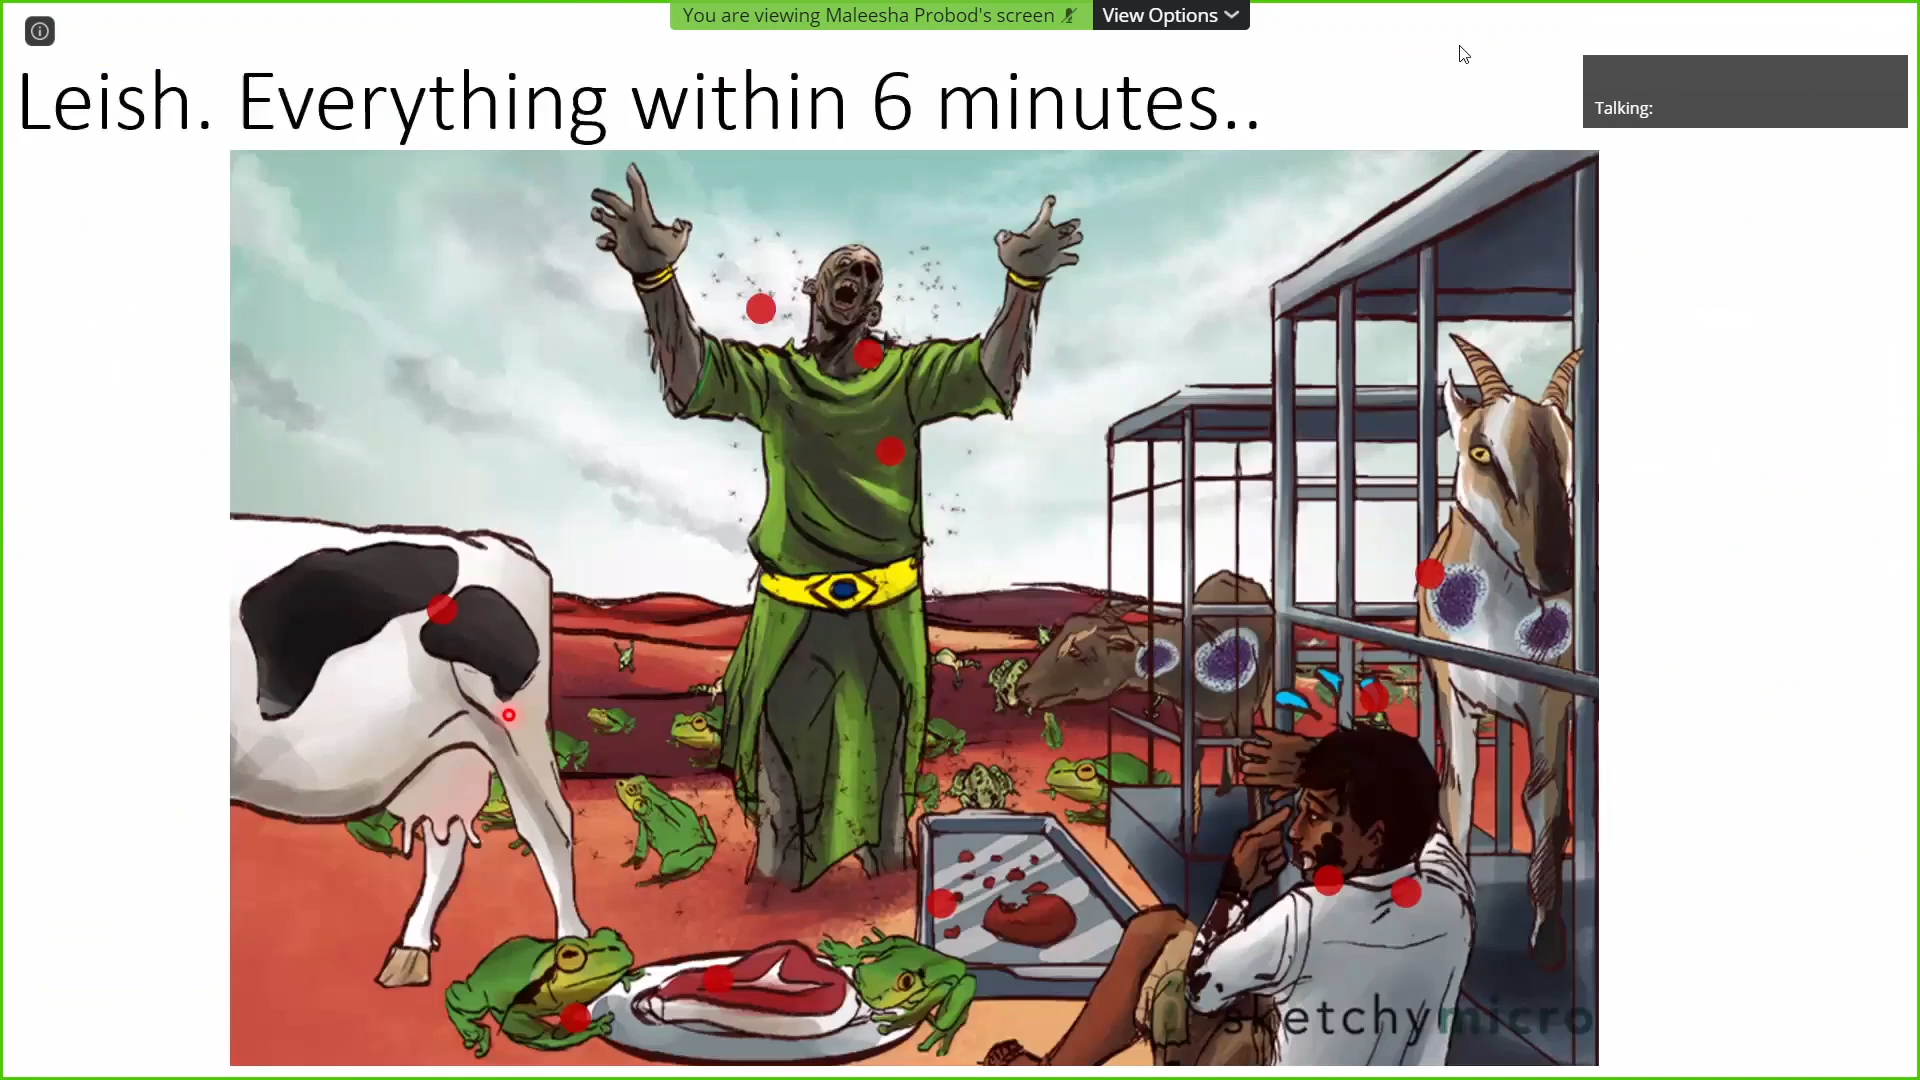 You are viewing Maleesha Probod's screen
View Options
Leish. Everything within 6 minutes..
Talking:
sketchymicro